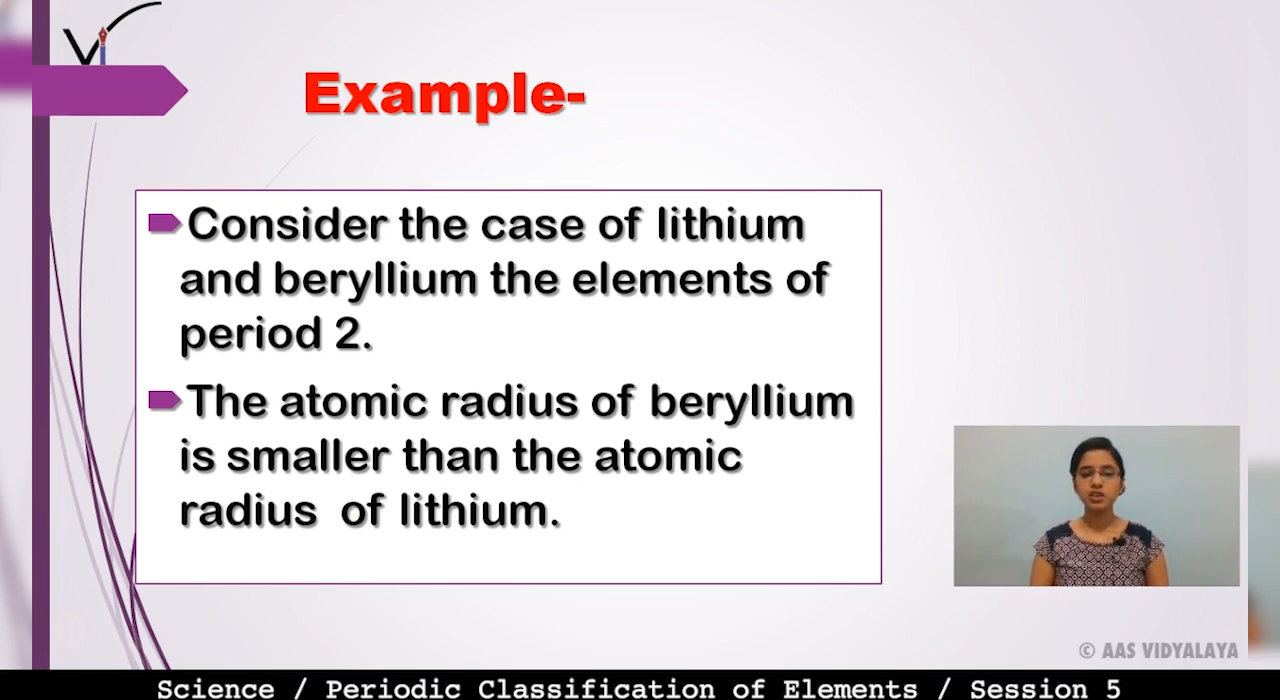 Example-
Consider the case of lithium
and beryllium the elements of
period 2.
The atomic radius of beryllium
is smaller than the atomic
radius of lithium.
© AAS VIDYALAYA
Science / Periodic Classification of Elements / Session 5